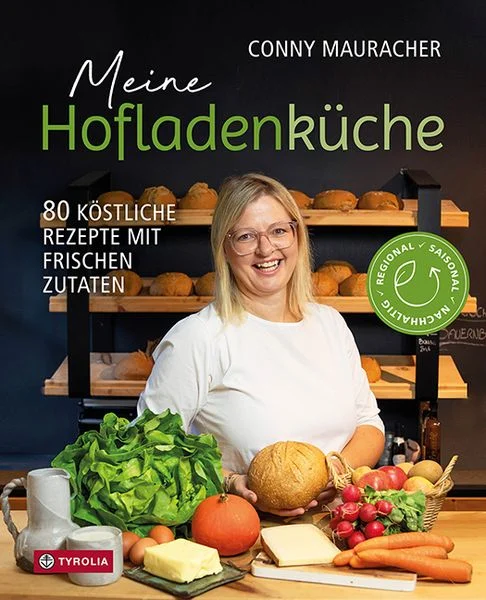 CONNY MAURACHER
Meine
Hofladenküche
80 KÖSTLICHE
REZEPTE MIT
FRISCHEN
ZUTATEN
✓ REGIONAL ✓ SAISONAL ✓ NACHHALTIG
TYROLIA